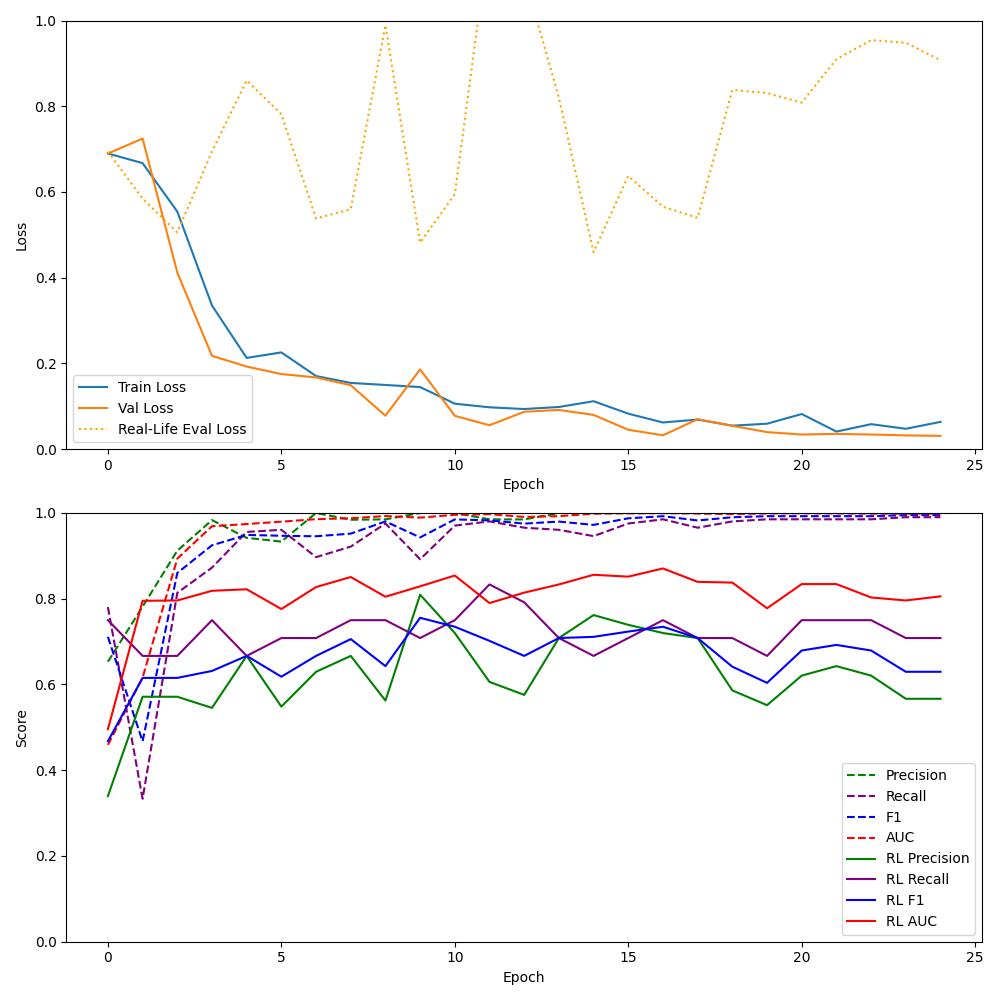 1.0
0.8
0.6
0.4
0.2
0.0
Loss
Train Loss
Val Loss
Real-Life Eval Loss
0 5 10 15 20 25
Epoch
1.0
0.8
0.6
0.4
0.2
0.0
Score
Precision
Recall
F1
AUC
RL Precision
RL Recall
RL F1
RL AUC
0 5 10 15 20 25
Epoch